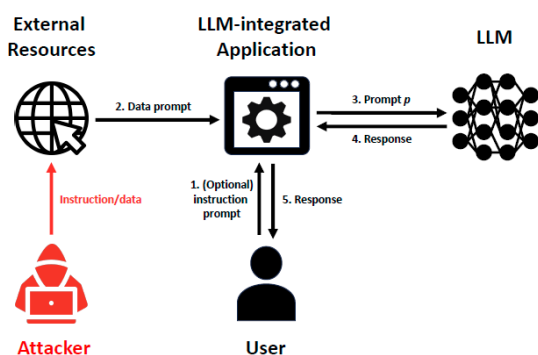 External
Resources
LLM-integrated
Application
LLM
2. Data prompt
3. Prompt p
4. Response
Instruction/data
1. (Optional)
instruction
prompt
5. Response
Attacker
User